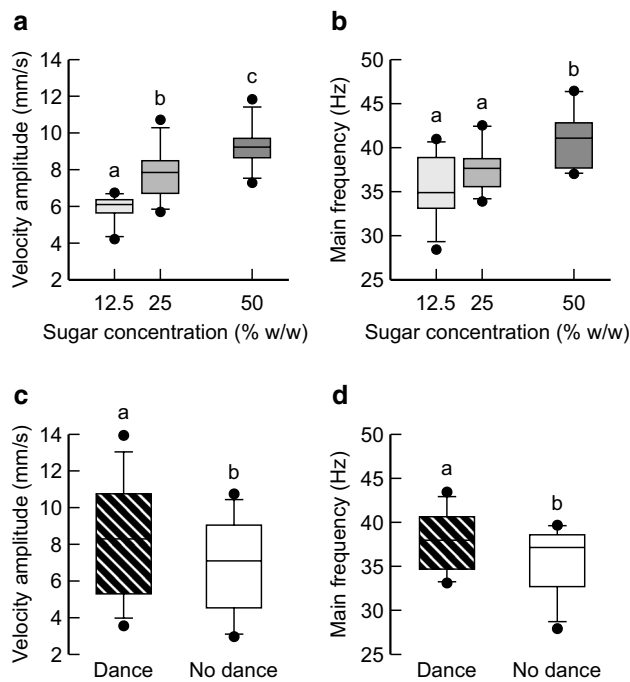 a
Velocity amplitude (mm/s)
14
12
10
8
6
4
2
a
b
c
12.5 25 50
Sugar concentration (% w/w)
b
Main frequency (Hz)
50
45
40
35
30
25
a
a
b
12.5 25 50
Sugar concentration (% w/w)
c
Velocity amplitude (mm/s)
14
12
10
8
6
4
2
a
b
Dance No dance
d
Main frequency (Hz)
50
45
40
35
30
25
a
b
Dance No dance